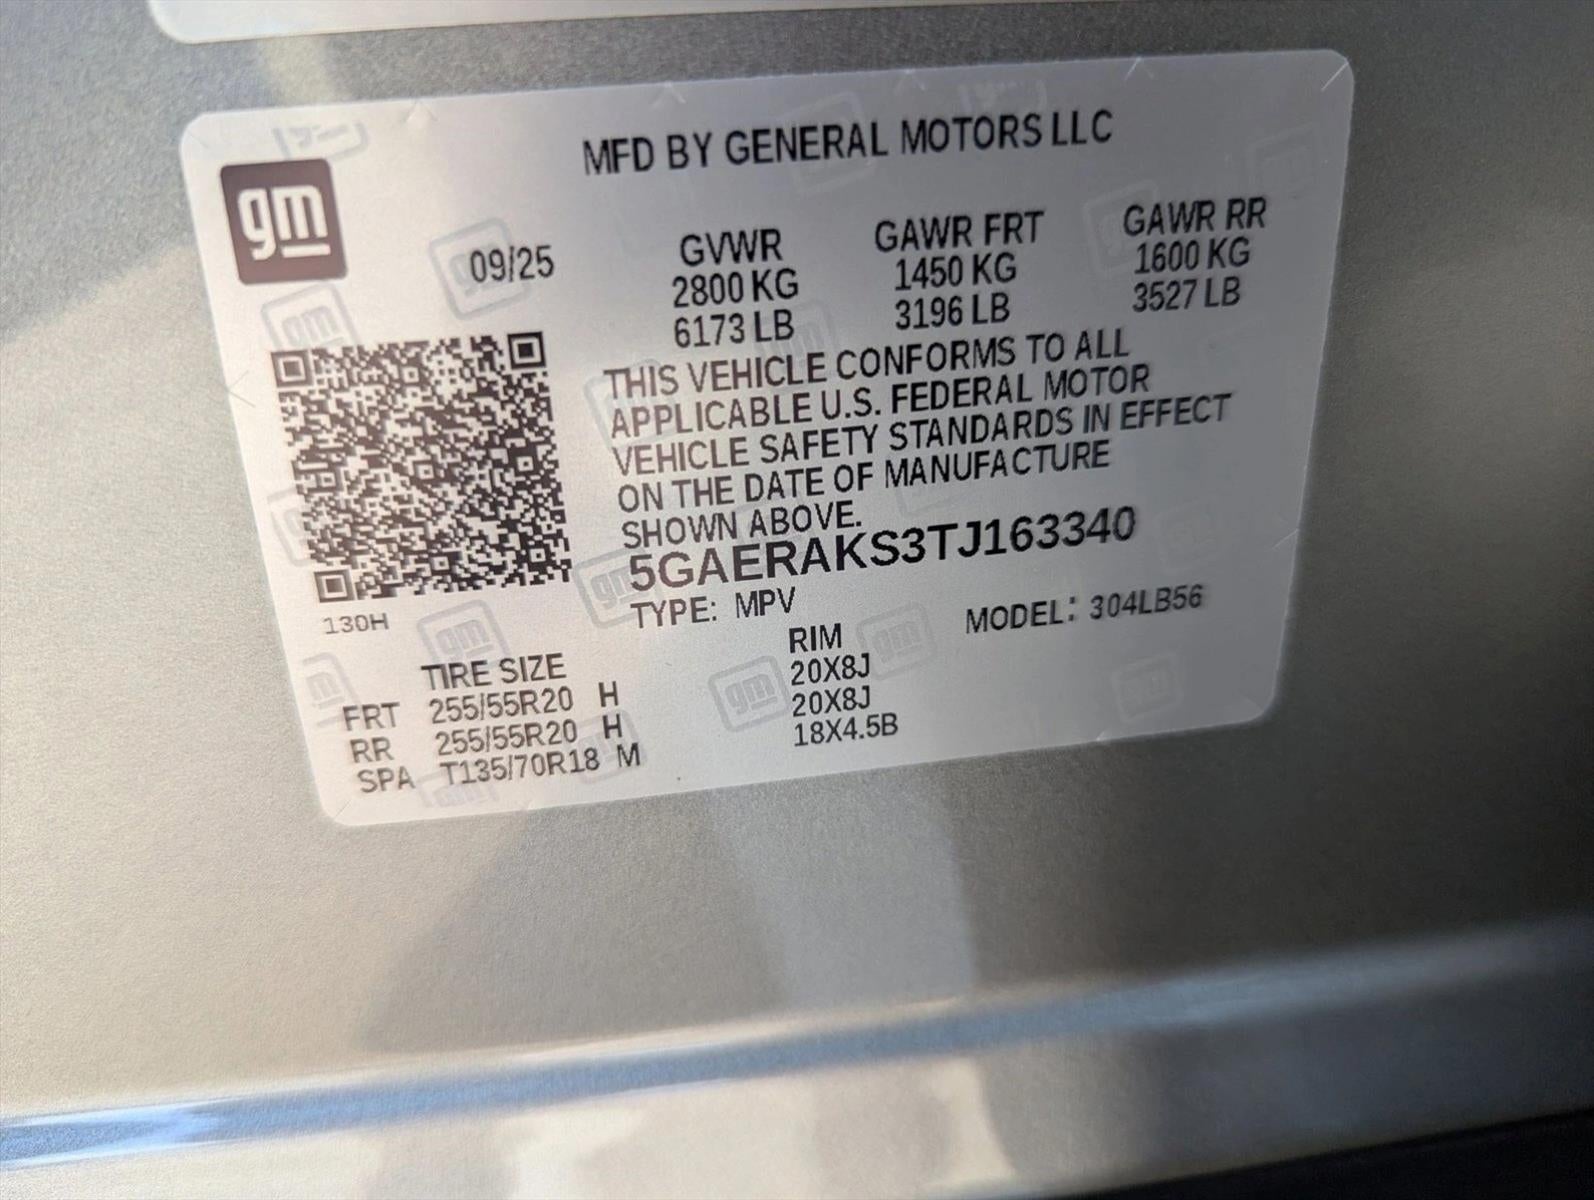 MFD BY GENERAL MOTORS LLC
gm
09/25
GVWR GAWR FRT GAWR RR
2800 KG 1450 KG 1600 KG
6173 LB 3196 LB 3527 LB
THIS VEHICLE CONFORMS TO ALL
APPLICABLE U.S. FEDERAL MOTOR
VEHICLE SAFETY STANDARDS IN EFFECT
ON THE DATE OF MANUFACTURE
SHOWN ABOVE.
5GAERAKS3TJ163340
TYPE: MPV MODEL: 304LB56
130H
TIRE SIZE RIM
FRT 255/55R20 H 20X8J
RR 255/55R20 H 20X8J
SPA T135/70R18 M 18X4.5B